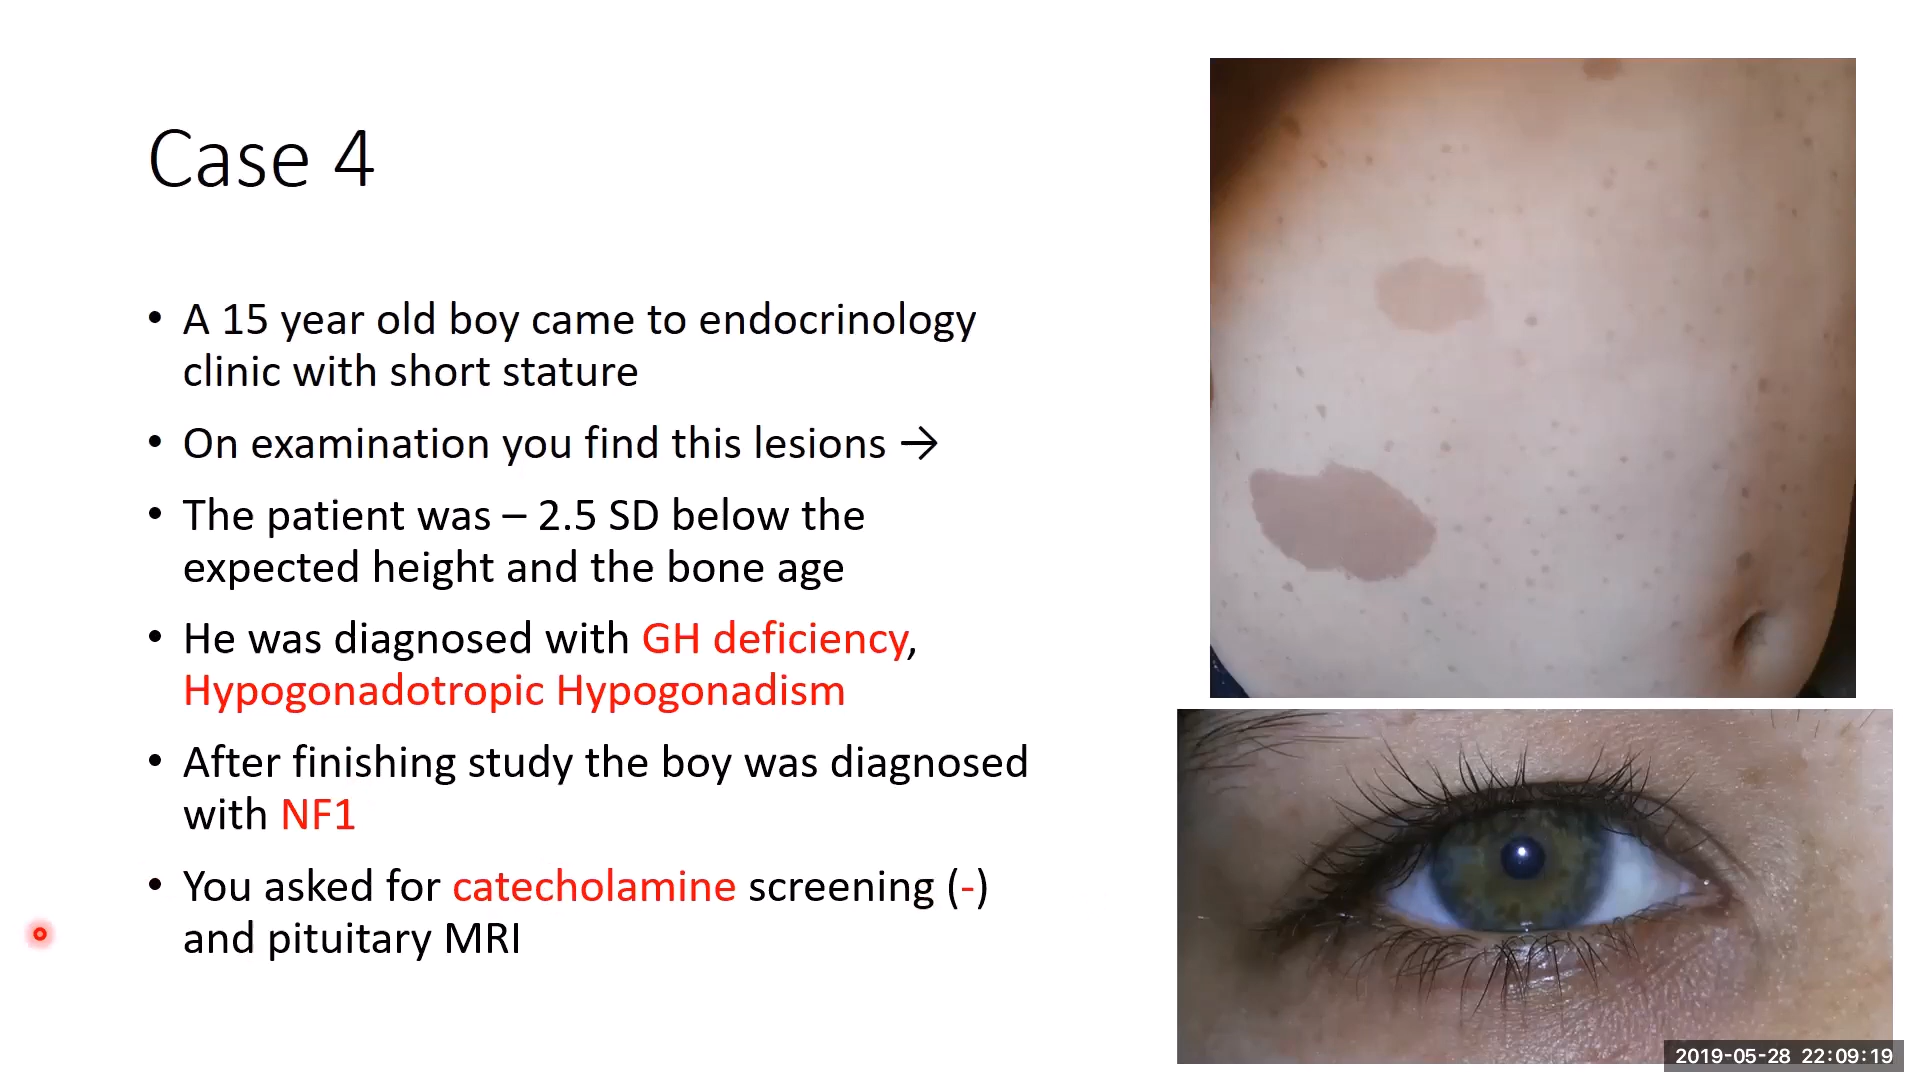 Case 4
• A 15 year old boy came to endocrinology
clinic with short stature
• On examination you find this lesions →
• The patient was – 2.5 SD below the
expected height and the bone age
• He was diagnosed with GH deficiency,
Hypogonadotropic Hypogonadism
• After finishing study the boy was diagnosed
with NF1
• You asked for catecholamine screening (-)
and pituitary MRI
2019-05-28 22:09:19